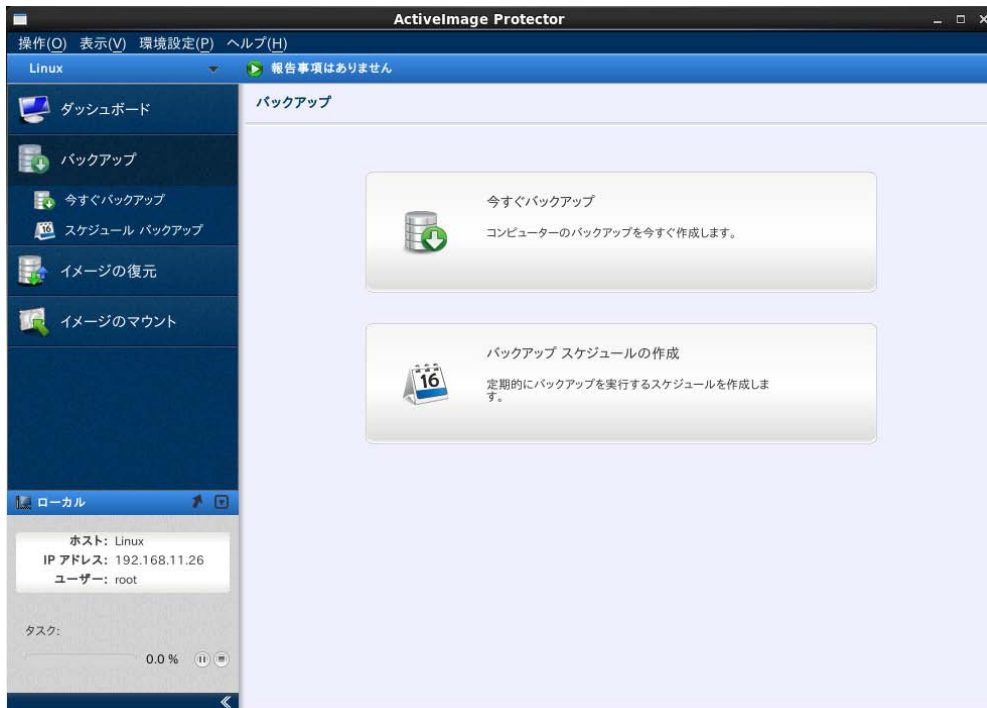 ActiveImage Protector
操作(O) 表示(V) 環境設定(P) ヘルプ(H)
Linux
報告事項はありません
ダッシュボード
バックアップ
今すぐバックアップ
スケジュール バックアップ
イメージの復元
イメージのマウント
バックアップ
今すぐバックアップ
コンピューターのバックアップを今すぐ作成します。
16
バックアップ スケジュールの作成
定期的にバックアップを実行するスケジュールを作成しま
す。
ローカル
ホスト: Linux
IP アドレス: 192.168.11.26
ユーザー: root
タスク:
0.0 %